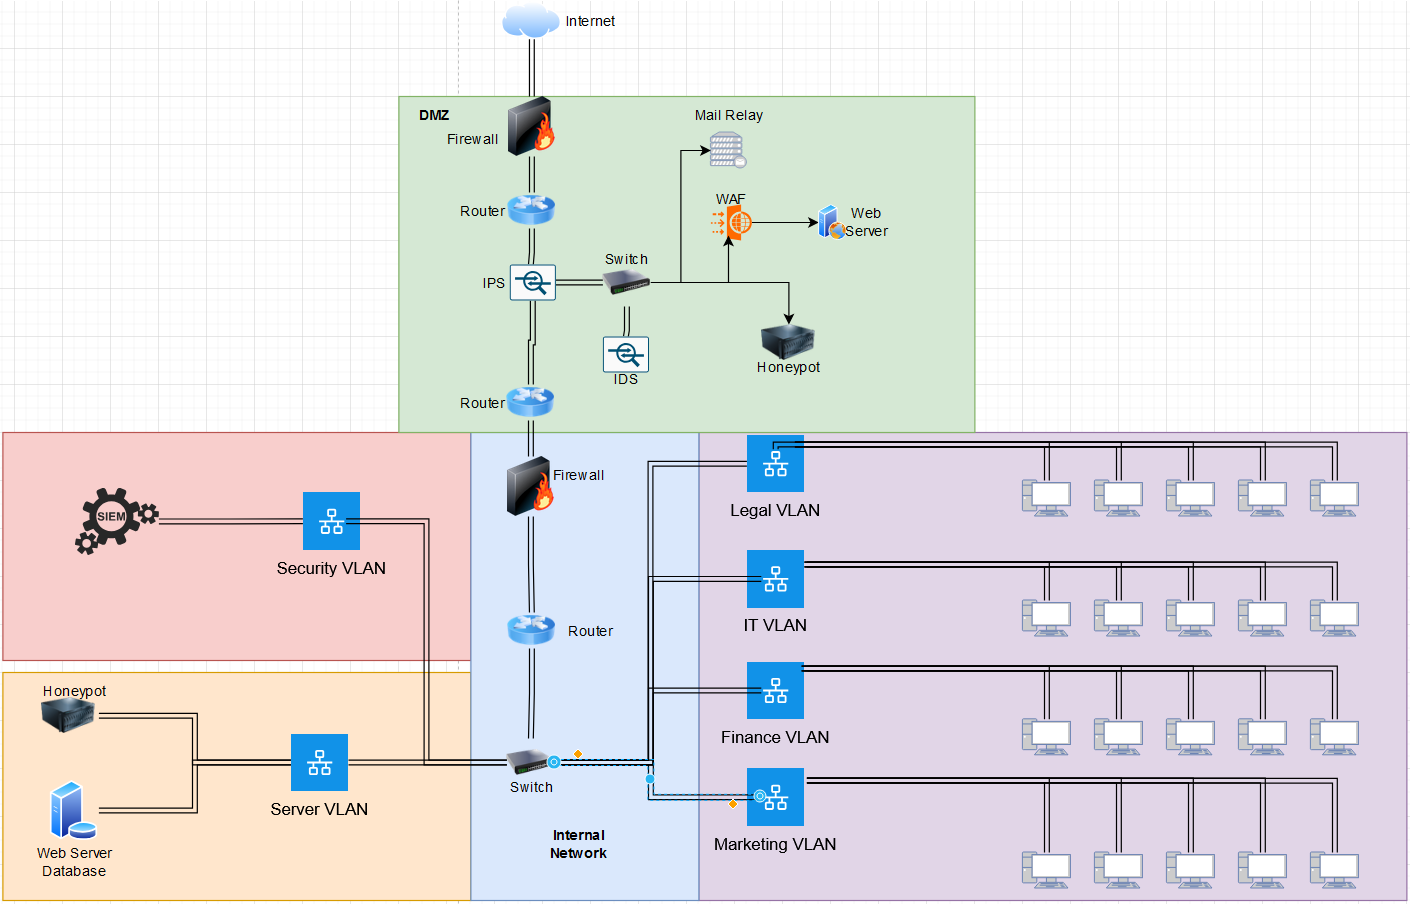 Internet
DMZ
Mail Relay
Firewall
WAF
Router
Web
Server
Switch
IPS
Honeypot
IDS
Router
Firewall
SIEM
Legal VLAN
Security VLAN
IT VLAN
Router
Honeypot
Finance VLAN
Switch
Server VLAN
Internal
Network
Marketing VLAN
Web Server
Database